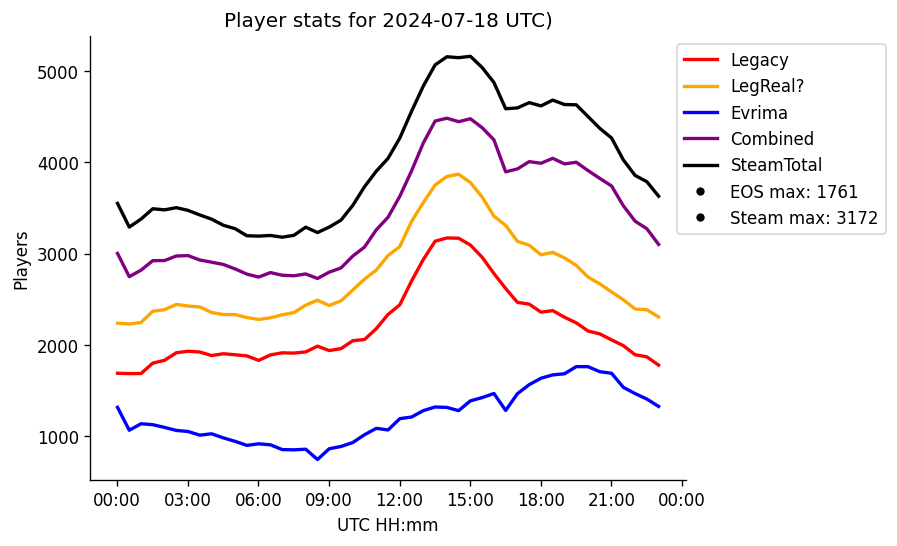 Player stats for 2024-07-18 UTC)
Legacy
LegReal?
Evrima
Combined
SteamTotal
EOS max: 1761
Steam max: 3172
Players
5000
4000
3000
2000
1000
00:00 03:00 06:00 09:00 12:00 15:00 18:00 21:00 00:00
UTC HH:mm